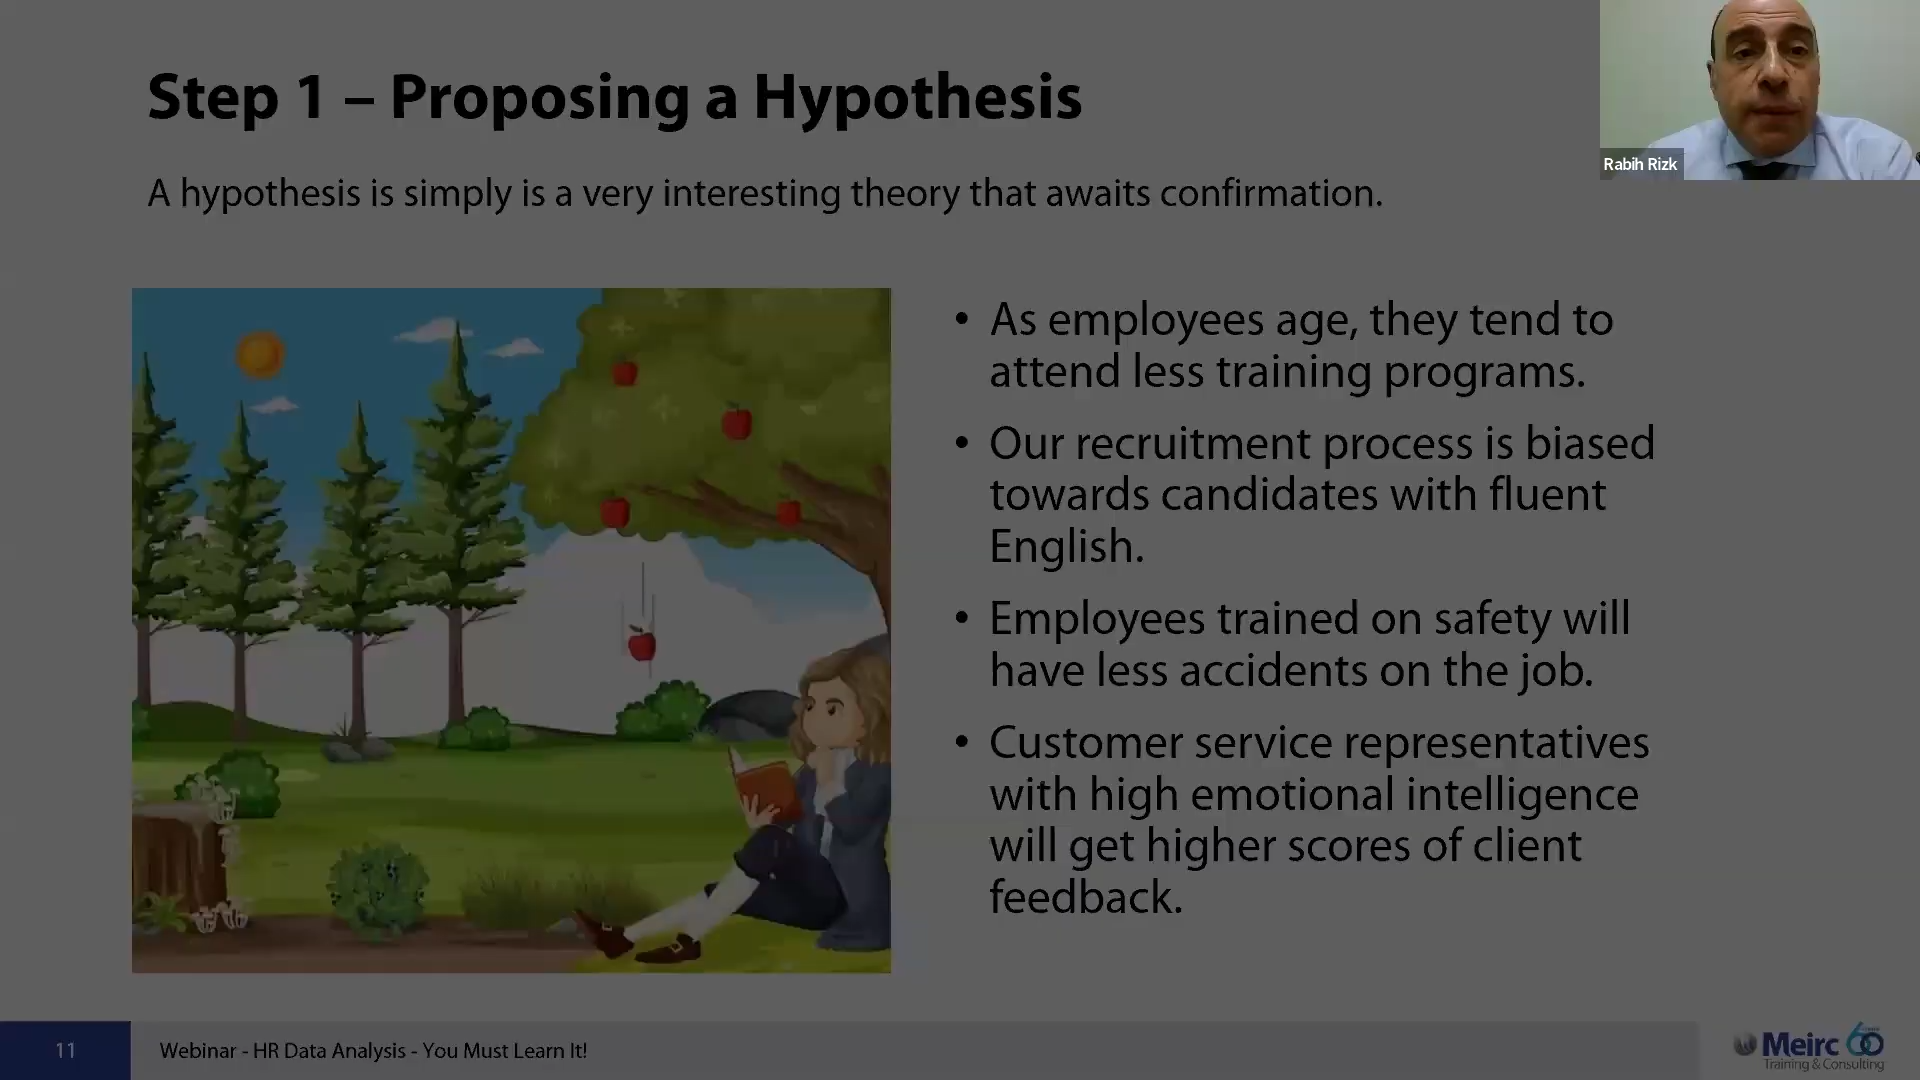 Step 1 – Proposing a Hypothesis
A hypothesis is simply is a very interesting theory that awaits confirmation.
Rabih Rizk
• As employees age, they tend to
attend less training programs.
• Our recruitment process is biased
towards candidates with fluent
English.
• Employees trained on safety will
have less accidents on the job.
• Customer service representatives
with high emotional intelligence
will get higher scores of client
feedback.
11
Webinar - HR Data Analysis - You Must Learn It!
Meirc 60
Training & Consulting